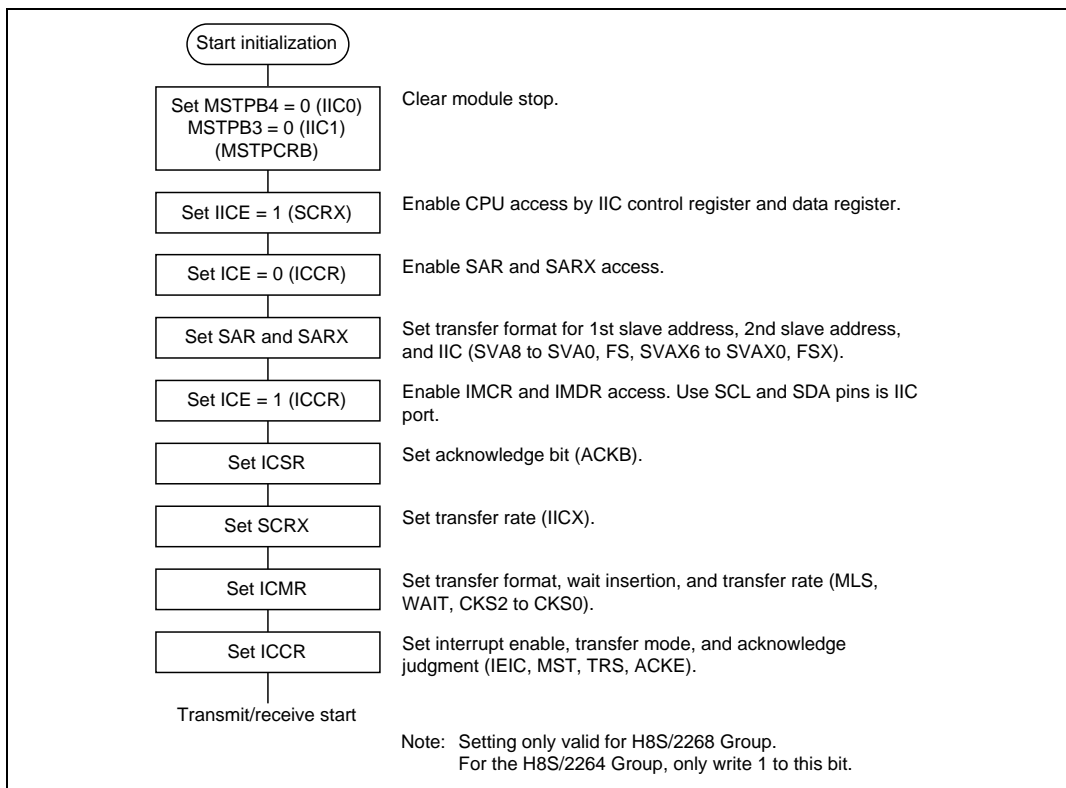 Start initialization
Set MSTPB4 = 0 (IIC0)
MSTPB3 = 0 (IIC1)
(MSTPCRB)
Clear module stop.
Set IICE = 1 (SCRX)
Enable CPU access by IIC control register and data register.
Set ICE = 0 (ICCR)
Enable SAR and SARX access.
Set SAR and SARX
Set transfer format for 1st slave address, 2nd slave address,
and IIC (SVA8 to SVA0, FS, SVAX6 to SVAX0, FSX).
Set ICE = 1 (ICCR)
Enable IMCR and IMDR access. Use SCL and SDA pins is IIC
port.
Set ICSR
Set acknowledge bit (ACKB).
Set SCRX
Set transfer rate (IICX).
Set ICMR
Set transfer format, wait insertion, and transfer rate (MLS,
WAIT, CKS2 to CKS0).
Set ICCR
Set interrupt enable, transfer mode, and acknowledge
judgment (IEIC, MST, TRS, ACKE).
Transmit/receive start
Note: Setting only valid for H8S/2268 Group.
For the H8S/2264 Group, only write 1 to this bit.